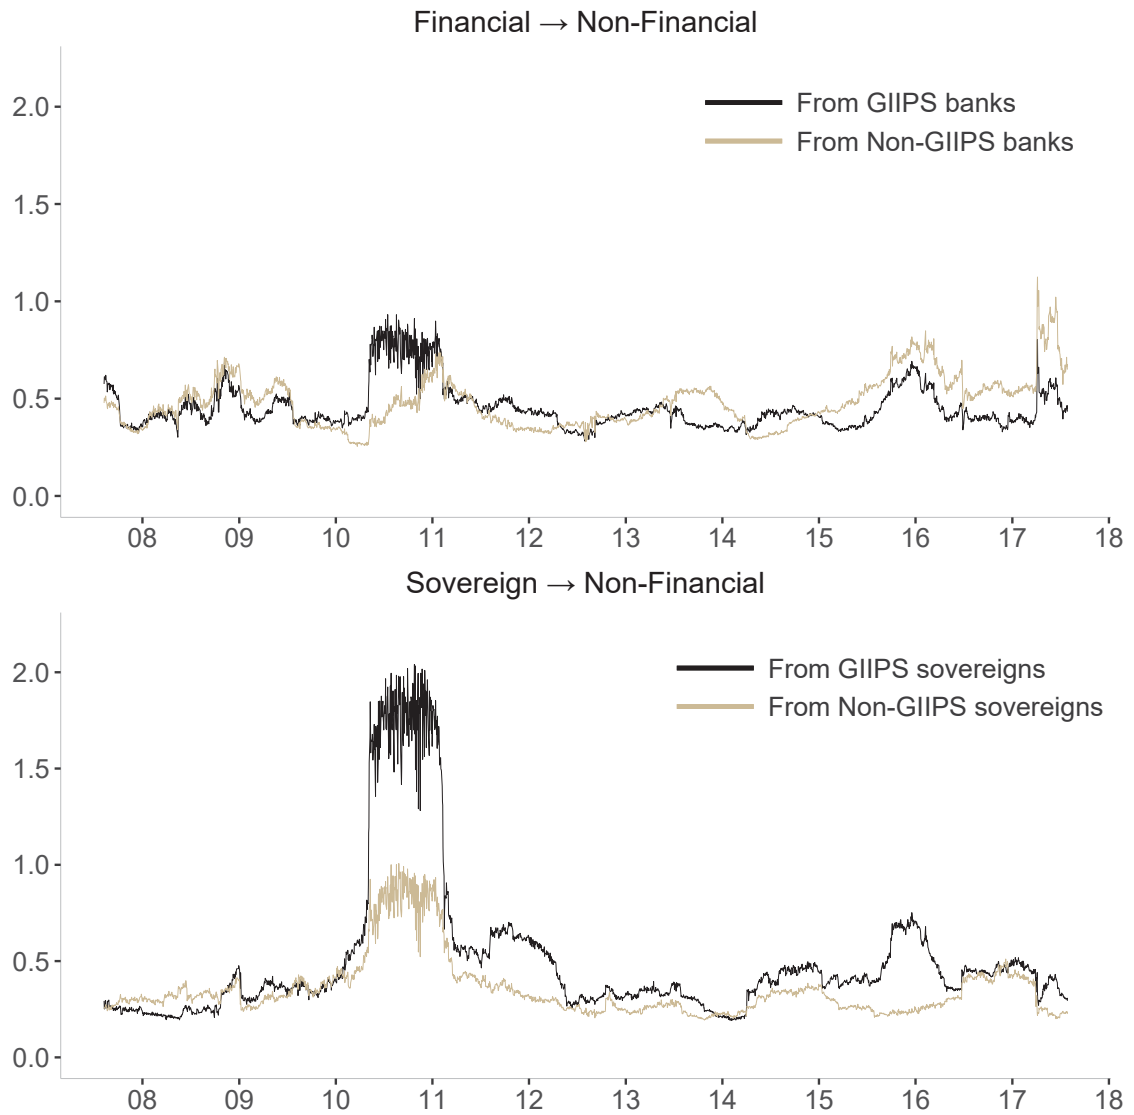 Financial → Non-Financial
2.0
1.5
1.0
0.5
0.0
From GIIPS banks
From Non-GIIPS banks
08 09 10 11 12 13 14 15 16 17 18
Sovereign → Non-Financial
2.0
1.5
1.0
0.5
0.0
From GIIPS sovereigns
From Non-GIIPS sovereigns
08 09 10 11 12 13 14 15 16 17 18